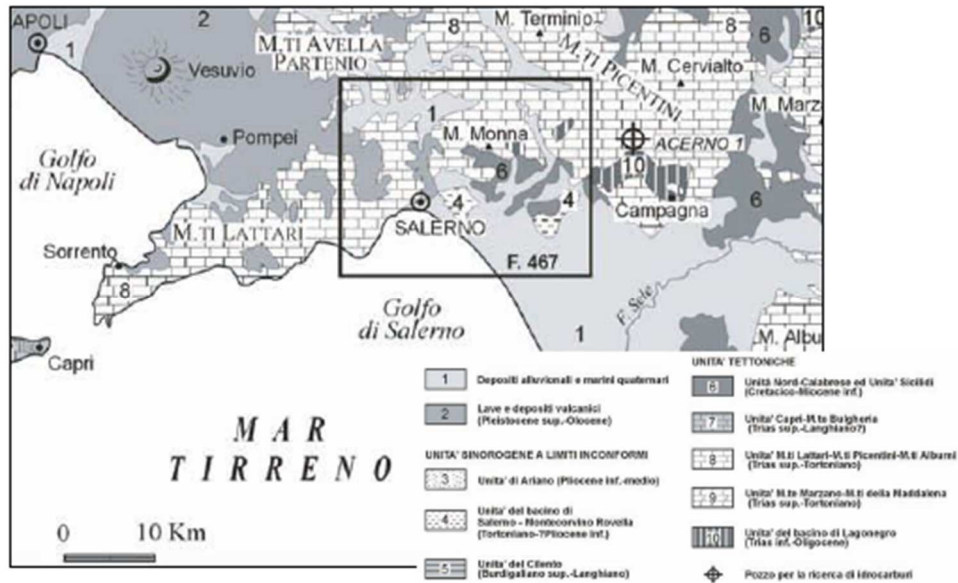 APOLI
1
2
Vesuvio
M.TI AVELLA
PARTENIO
8
M. Terminio
8
6
10
M.TI PICENTINI
M. Cervialto
M. Marz
Pompei
1
M. Monna
6
ACERNO 1
10
Golfo
di Napoli
4
4
6
SALERNO
Campagna
M.TI LATTARI
Sorrento
8
F. 467
F. Sele
Golfo
di Salerno
1
M. Albu
Capri
MAR
TIRRENO
0 10 Km
1 Depositi alluvionali e marini quaternari
2 Lave e depositi vulcanici
(Pleistocene sup.-Olocene)
UNITA' SINOROGENE A LIMITI INCONFORMI
3 Unita' di Ariano (Pliocene inf.-medio)
4 Unita' del bacino di
Salerno - Montecorvino Rovella
(Tortoniano-?Pliocene inf.)
5 Unita' del Cilento
(Burdigaliano sup.-Langhiano)
UNITA' TETTONICHE
6 Unità Nord-Calabrese ed Unita' Sicilidi
(Cretacico-Miocene inf.)
7 Unita' Capri-M.te Bulgheria
(Trias sup.-Langhiano?)
8 Unita' M.ti Lattari-M.ti Picentini-M.ti Alburni
(Trias sup.-Tortoniano)
9 Unita' M.te Marzano-M.ti della Maddalena
(Trias sup.-Tortoniano)
10 Unita' del bacino di Lagonegro
(Trias inf.-Oligocene)
Pozzo per la ricerca di idrocarburi